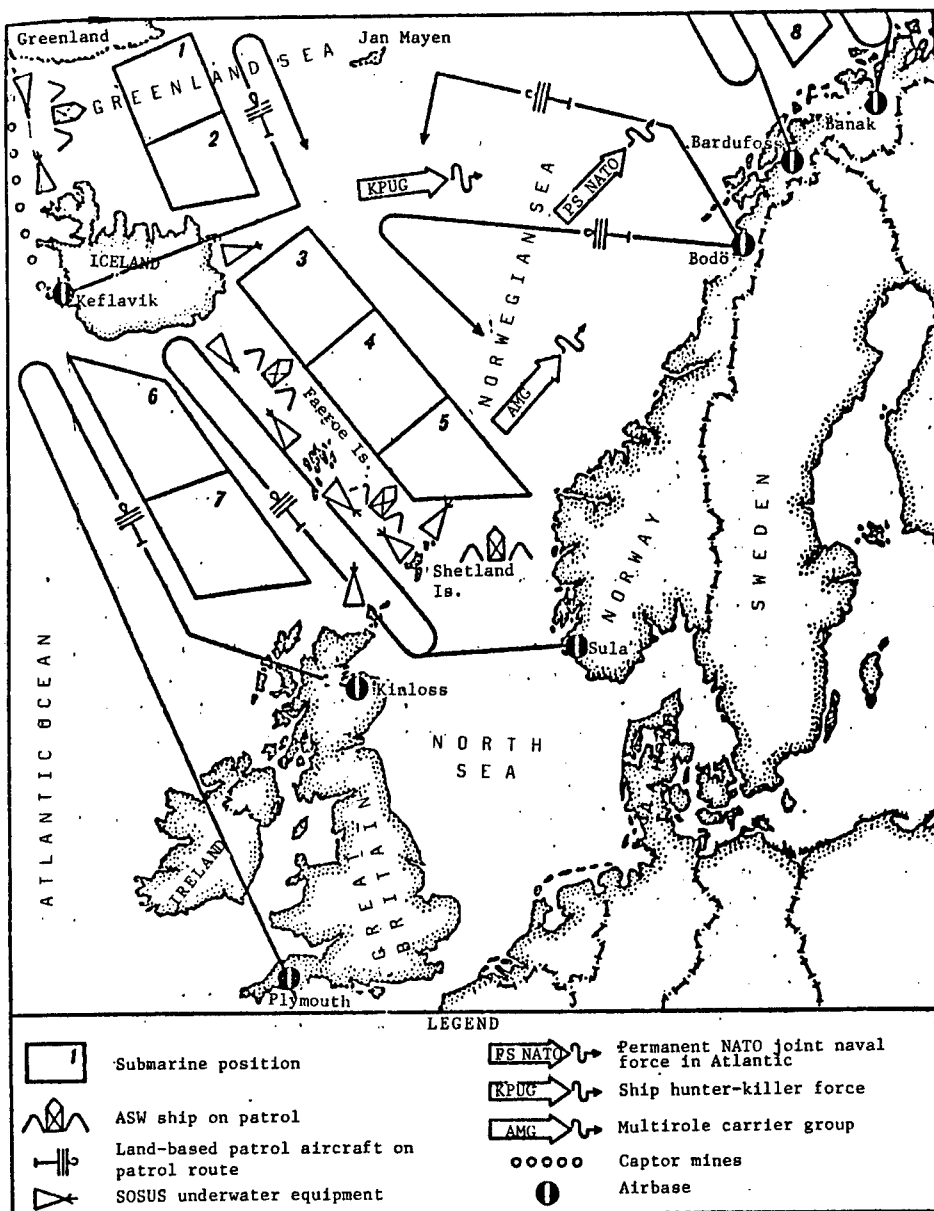 Greenland
Jan Mayen
GREENLAND SEA
1
2
8
Banak
Bardufoss
KPUG
PS NATO
NORWEGIAN SEA
Bodö
ICELAND
Keflavik
3
4
5
6
7
AMG
Faeroe Is.
Shetland
Is.
NORWAY
SWEDEN
Sula
Kinloss
ATLANTIC OCEAN
NORTH
SEA
IRELAND
GREAT
BRITAIN
Plymouth
LEGEND
1 Submarine position
ASW ship on patrol
Land-based patrol aircraft on
patrol route
SOSUS underwater equipment
PS NATO Permanent NATO joint naval
force in Atlantic
KPUG Ship hunter-killer force
AMG Multirole carrier group
Captor mines
Airbase